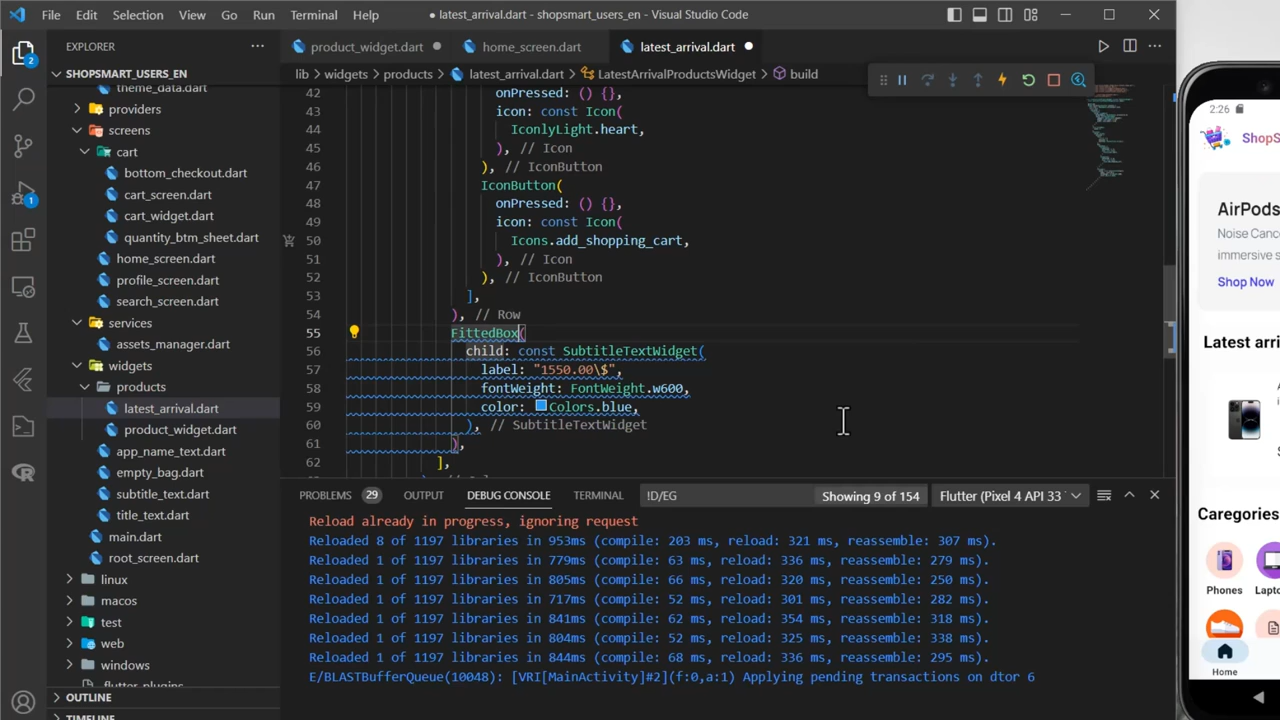 File Edit Selection View Go Run Terminal Help
● latest_arrival.dart - shopsmart_users_en - Visual Studio Code
EXPLORER
SHOPSMART_USERS_EN
theme_data.dart
providers
screens
cart
bottom_checkout.dart
cart_screen.dart
cart_widget.dart
quantity_btm_sheet.dart
home_screen.dart
profile_screen.dart
search_screen.dart
services
assets_manager.dart
widgets
products
latest_arrival.dart
product_widget.dart
app_name_text.dart
empty_bag.dart
subtitle_text.dart
title_text.dart
main.dart
root_screen.dart
linux
macos
test
web
windows
.flutter-plugins
OUTLINE
TIMELINE
2
1
product_widget.dart ● home_screen.dart latest_arrival.dart ●
lib > widgets > products > latest_arrival.dart > LatestArrivalProductsWidget > build
42 onPressed: () {},
43 icon: const Icon(
44 IconlyLight.heart,
45 ), // Icon
46 ), // IconButton
47 IconButton(
48 onPressed: () {},
49 icon: const Icon(
50 Icons.add_shopping_cart,
51 ), // Icon
52 ), // IconButton
53 ],
54 ), // Row
55 FittedBox(
56 child: const SubtitleTextWidget(
57 label: "1550.00\$",
58 fontWeight: FontWeight.w600,
59 color: Colors.blue,
60 ), // SubtitleTextWidget
61 ),
62 ],
PROBLEMS 29 OUTPUT DEBUG CONSOLE TERMINAL !D/EG Showing 9 of 154 Flutter (Pixel 4 API 33
Reload already in progress, ignoring request
Reloaded 8 of 1197 libraries in 953ms (compile: 203 ms, reload: 321 ms, reassemble: 307 ms).
Reloaded 1 of 1197 libraries in 779ms (compile: 63 ms, reload: 336 ms, reassemble: 279 ms).
Reloaded 1 of 1197 libraries in 805ms (compile: 66 ms, reload: 320 ms, reassemble: 250 ms).
Reloaded 1 of 1197 libraries in 717ms (compile: 52 ms, reload: 301 ms, reassemble: 282 ms).
Reloaded 1 of 1197 libraries in 841ms (compile: 62 ms, reload: 354 ms, reassemble: 318 ms).
Reloaded 1 of 1197 libraries in 804ms (compile: 52 ms, reload: 325 ms, reassemble: 338 ms).
Reloaded 1 of 1197 libraries in 844ms (compile: 68 ms, reload: 336 ms, reassemble: 295 ms).
E/BLASTBufferQueue(10048): [VRI[MainActivity]#2](f:0,a:1) Applying pending transactions on dtor 6
2:26
ShopS
AirPods
Noise Cance
immersive s
Shop Now
Latest arri
Caregories
Phones Lapto
Home